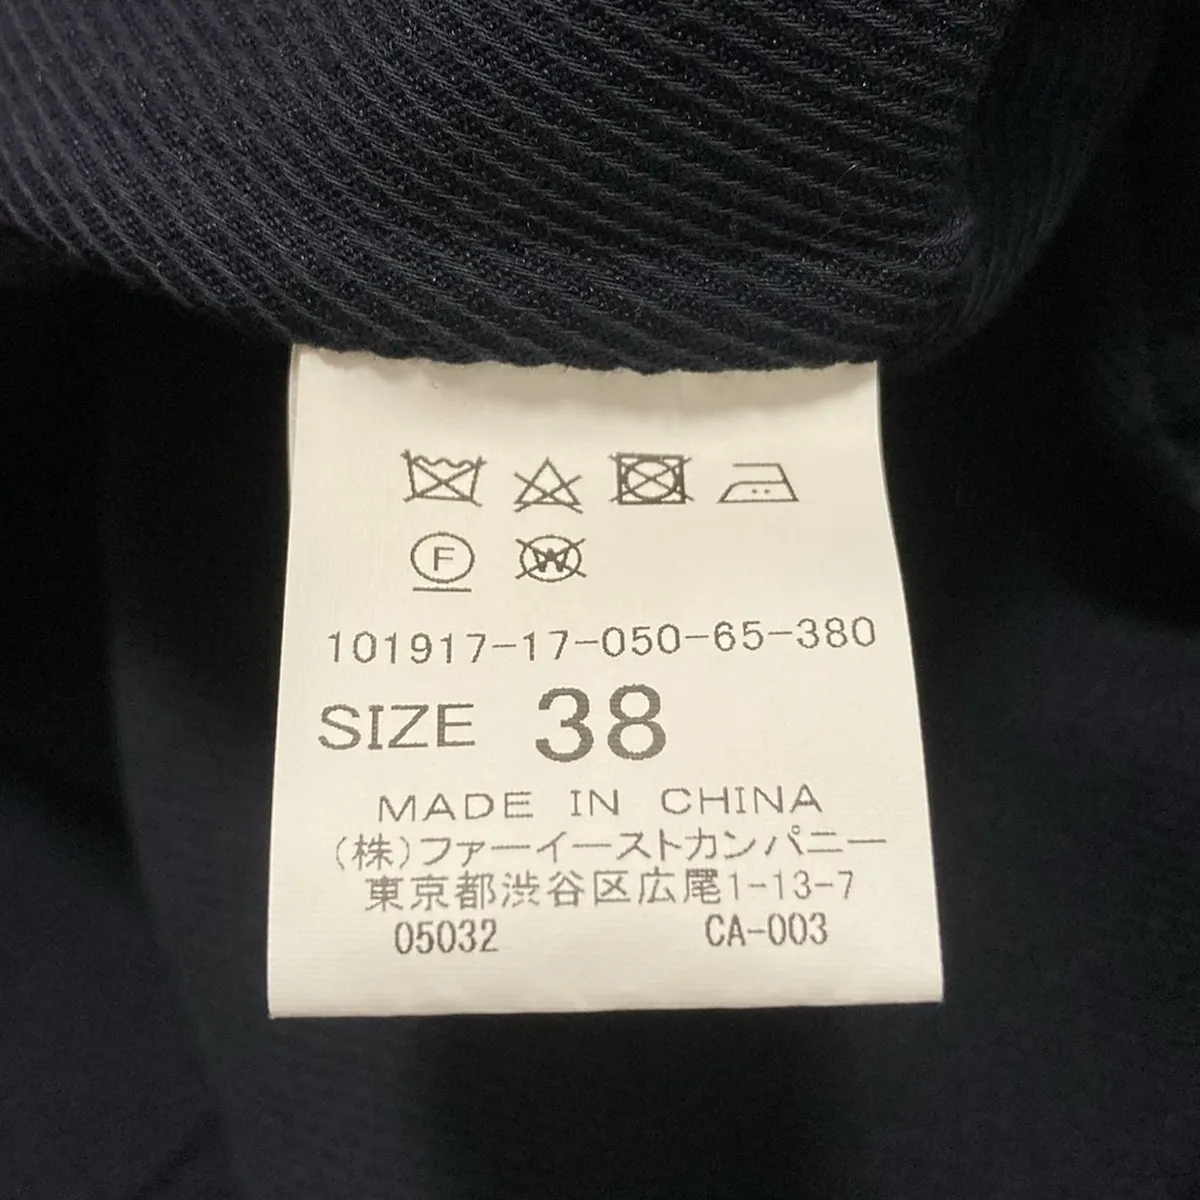 F
W
101917-17-050-65-380
SIZE 38
MADE IN CHINA
(株)ファーイーストカンパニー
東京都渋谷区広尾1-13-7
05032 CA-003